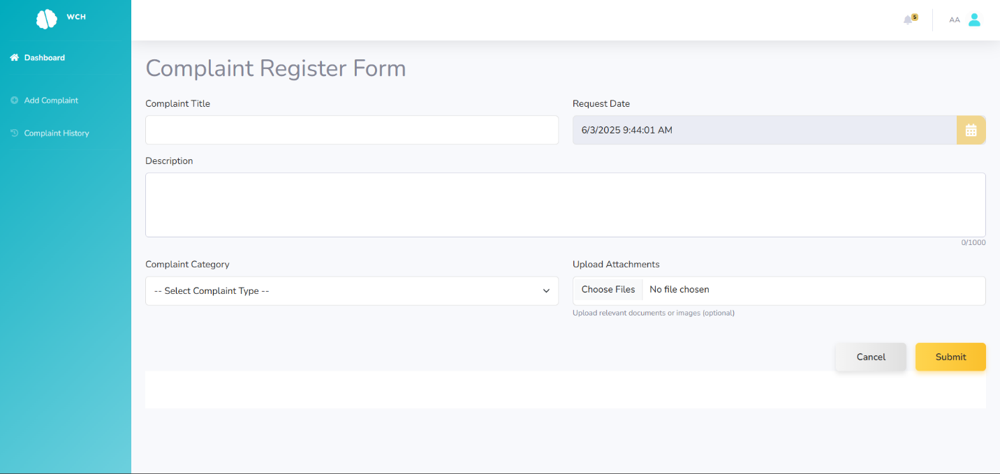 WCH
5
AA
Dashboard
Add Complaint
Complaint History
Complaint Register Form
Complaint Title
Request Date
6/3/2025 9:44:01 AM
Description
0/1000
Complaint Category
Upload Attachments
-- Select Complaint Type --
Choose Files No file chosen
Upload relevant documents or images (optional)
Cancel
Submit